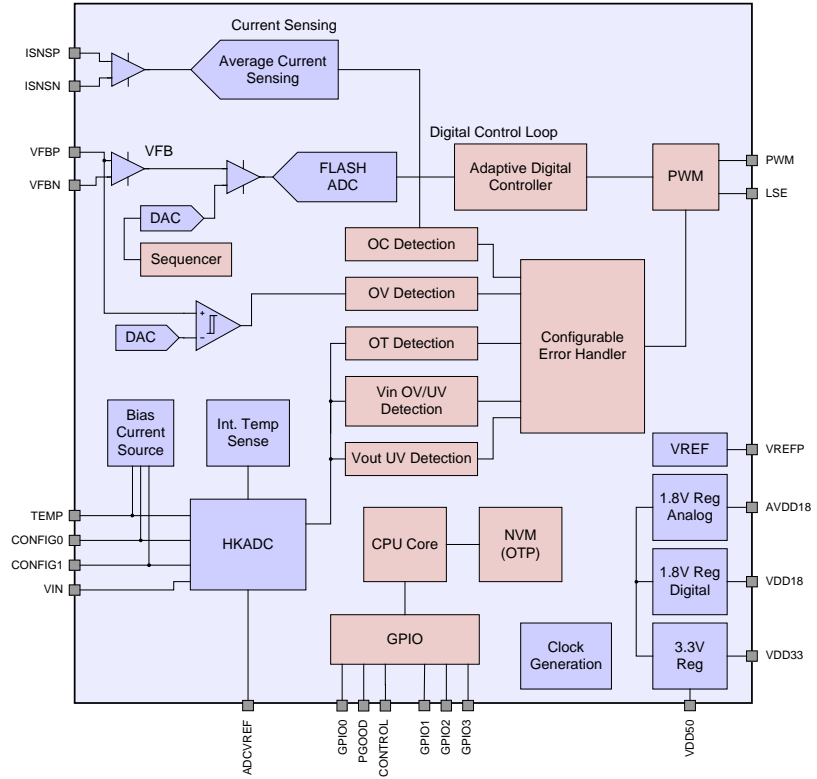 Current Sensing
ISNSP
ISNSN
Average Current
Sensing
VFBP
VFBN
VFB
FLASH
ADC
Digital Control Loop
Adaptive Digital
Controller
PWM
PWM
LSE
DAC
Sequencer
OC Detection
OV Detection
+
−
DAC
OT Detection
Configurable
Error Handler
Vin OV/UV
Detection
Vout UV Detection
Bias
Current
Source
Int. Temp
Sense
VREF
VREFP
TEMP
CONFIG0
CONFIG1
VIN
HKADC
CPU Core
NVM
(OTP)
1.8V Reg
Analog
AVDD18
1.8V Reg
Digital
VDD18
GPIO
Clock
Generation
3.3V
Reg
VDD33
ADCVREF
GPIO0
PGOOD
CONTROL
GPIO1
GPIO2
GPIO3
VDD50